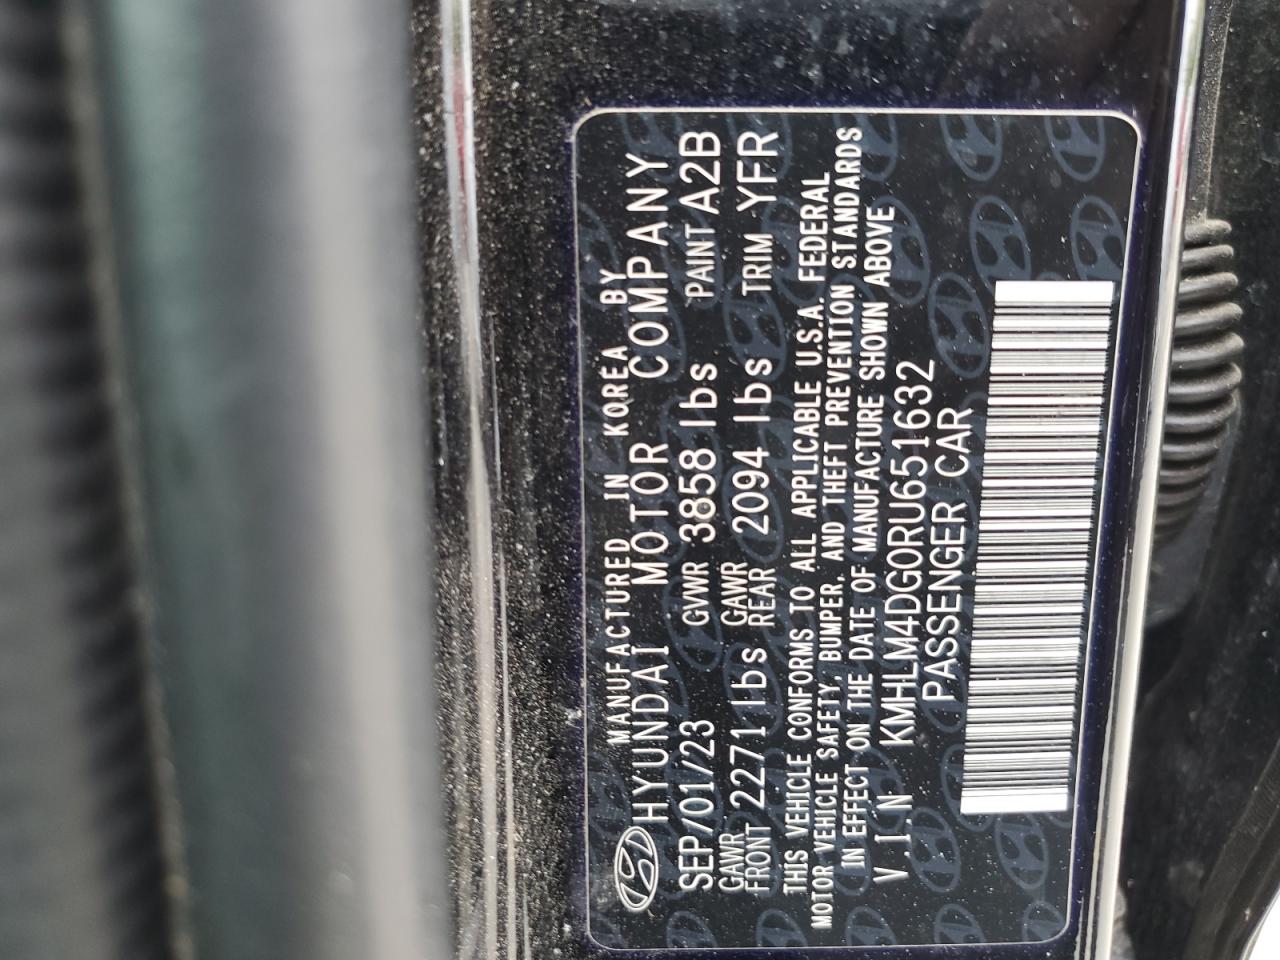 MANUFACTURED IN KOREA BY
HYUNDAI MOTOR COMPANY
SEP/01/23 GVWR 3858 lbs PAINT A2B
GAWR FRONT 2271 lbs GAWR REAR 2094 lbs TRIM YFR
THIS VEHICLE CONFORMS TO ALL APPLICABLE U.S.A. FEDERAL
MOTOR VEHICLE SAFETY, BUMPER, AND THEFT PREVENTION STANDARDS
IN EFFECT ON THE DATE OF MANUFACTURE SHOWN ABOVE
V.I.N KMHLM4DG0RU651632
PASSENGER CAR